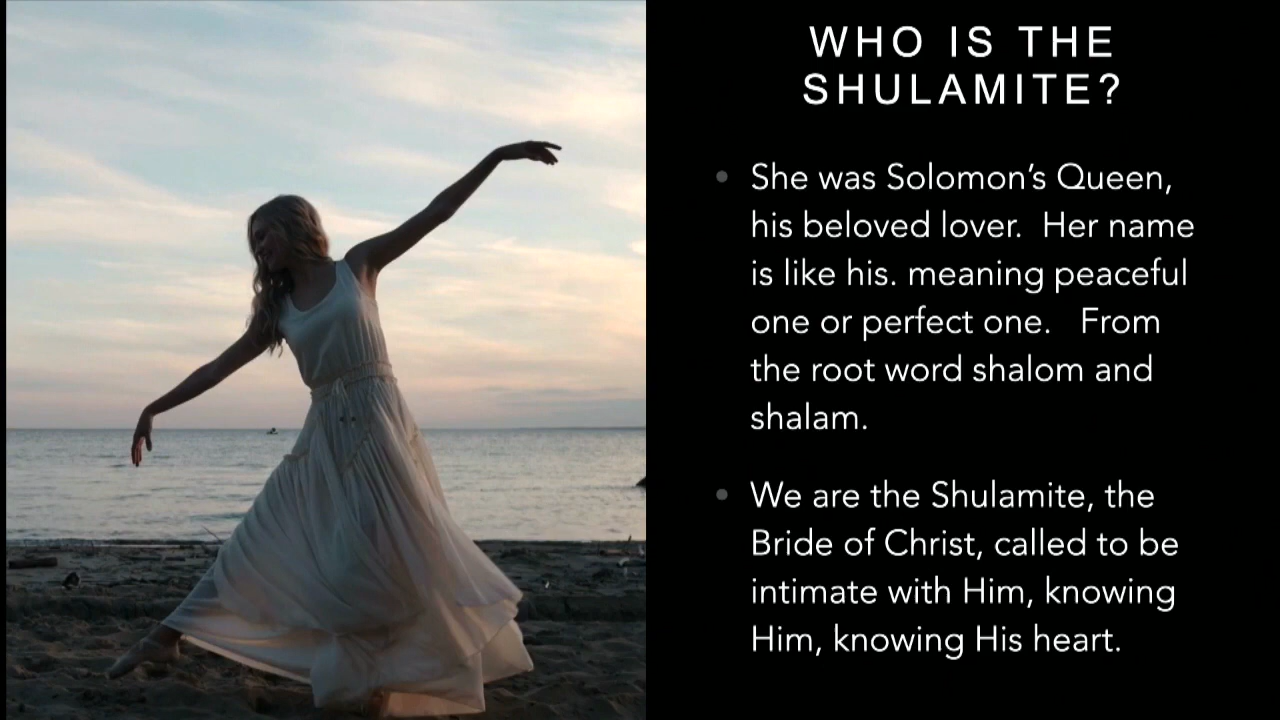 WHO IS THE
SHULAMITE?
• She was Solomon’s Queen,
his beloved lover.  Her name
is like his. meaning peaceful
one or perfect one.   From
the root word shalom and
shalam.
• We are the Shulamite, the
Bride of Christ, called to be
intimate with Him, knowing
Him, knowing His heart.